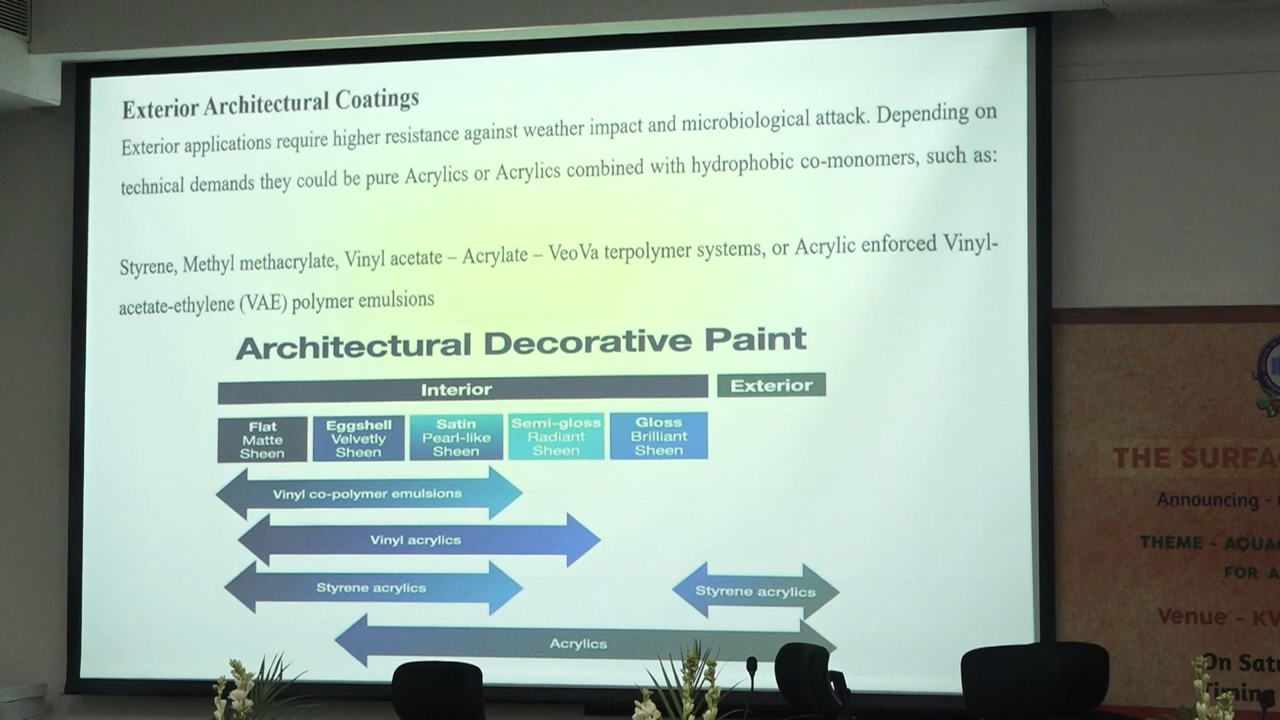 Exterior Architectural Coatings
Exterior applications require higher resistance against weather impact and microbiological attack. Depending on
technical demands they could be pure Acrylics or Acrylics combined with hydrophobic co-monomers, such as:
Styrene, Methyl methacrylate, Vinyl acetate – Acrylate – VeoVa terpolymer systems, or Acrylic enforced Vinyl-
acetate-ethylene (VAE) polymer emulsions
Architectural Decorative Paint
Interior
Exterior
Flat
Matte
Sheen
Eggshell
Velvetly
Sheen
Satin
Pearl-like
Sheen
Semi-gloss
Radiant
Sheen
Gloss
Brilliant
Sheen
Vinyl co-polymer emulsions
Vinyl acrylics
Styrene acrylics
Styrene acrylics
Acrylics
THE SURFA
Announcing -
THEME - AQUA
FOR A
Venue - KV
On Satu
Timing